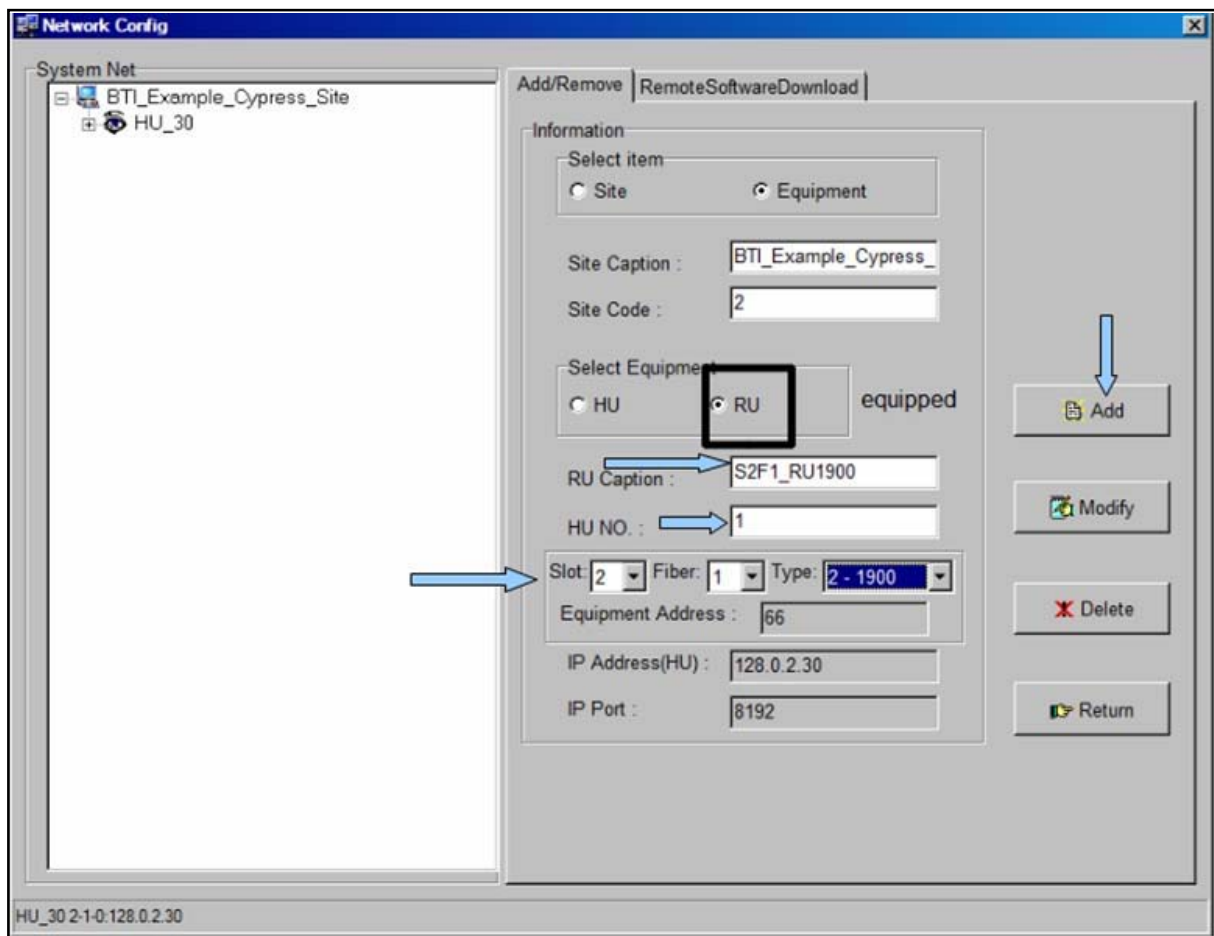 Network Config
System Net
BTI_Example_Cypress_Site
HU_30
Add/Remove
RemoteSoftwareDownload
Information
Select item
Site
Equipment
Site Caption :
BTI_Example_Cypress_
Site Code :
2
Select Equipme
HU
RU
equipped
RU Caption :
S2F1_RU1900
HU NO. :
1
Slot: 2 Fiber: 1 Type: 2 - 1900
Equipment Address :
66
IP Address(HU) :
128.0.2.30
IP Port :
8192
Add
Modify
Delete
Return
HU_30 2-1-0:128.0.2.30